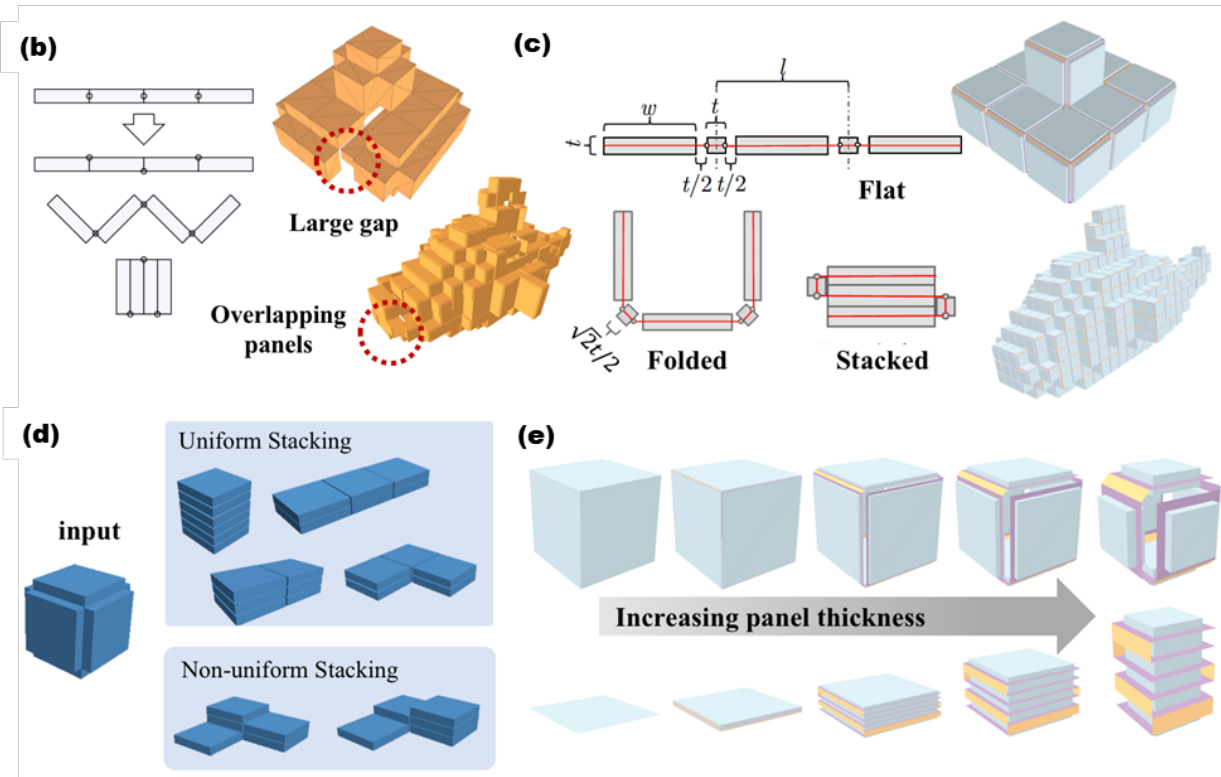 (b)
Large gap
Overlapping
panels
(c)
l
w
t
t
t/2 t/2
Flat
√2t/2
Folded
Stacked
(d)
input
Uniform Stacking
Non-uniform Stacking
(e)
Increasing panel thickness